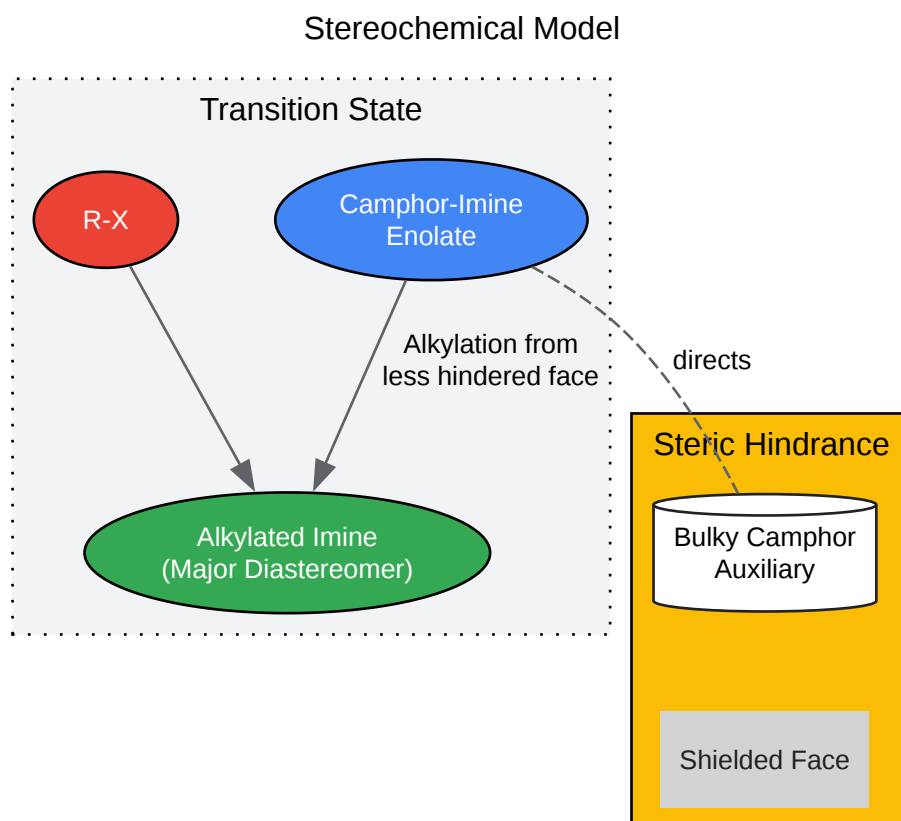 Stereochemical Model
Transition State
R-X
Camphor-Imine
Enolate
Alkylation from
less hindered face
directs
Alkylated Imine
(Major Diastereomer)
Steric Hindrance
Bulky Camphor
Auxiliary
Shielded Face